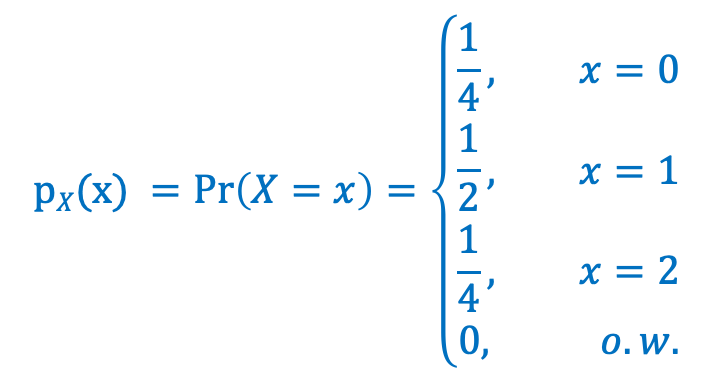 p_X(x) = Pr(X = x) = {
1/4, x = 0
1/2, x = 1
1/4, x = 2
0, o.w.